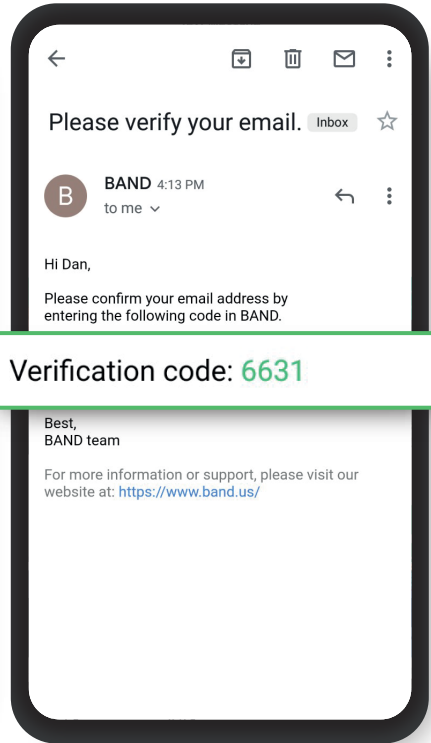 Please verify your email. Inbox
B
BAND 4:13 PM
to me
Hi Dan,
Please confirm your email address by
entering the following code in BAND.
Verification code: 6631
Best,
BAND team
For more information or support, please visit our
website at: https://www.band.us/